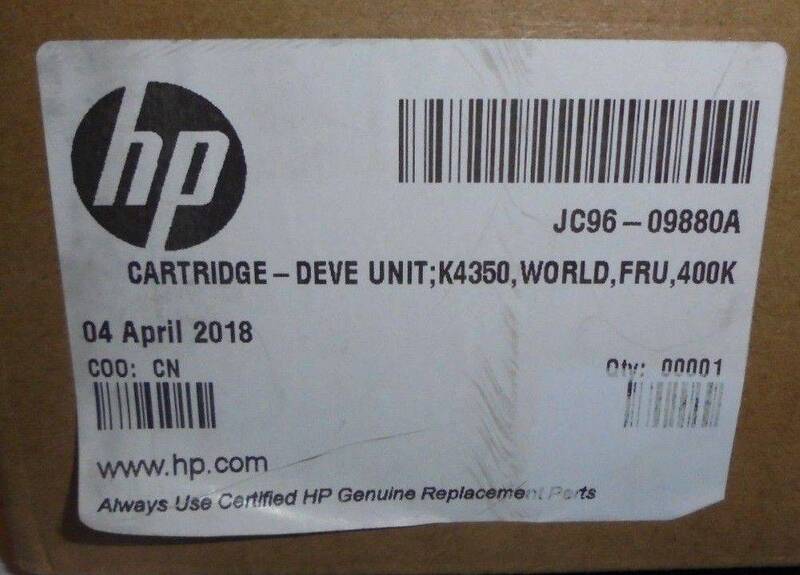 hp
JC96-09880A
CARTRIDGE-DEVE UNIT;K4350,WORLD,FRU,400K
04 April 2018
COO: CN
Qty: 00001
www.hp.com
Always Use Certified HP Genuine Replacement Parts